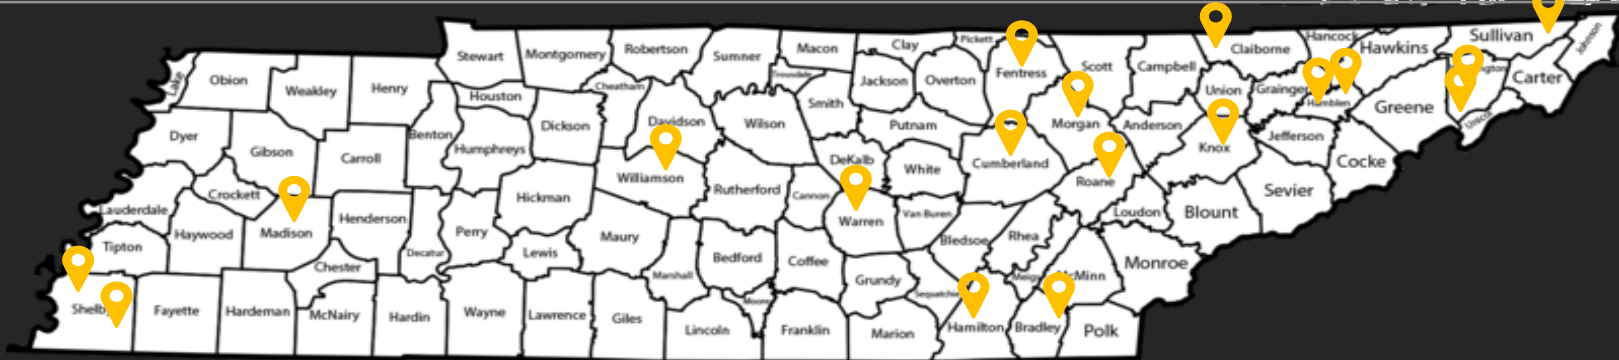 Stewart
Montgomery
Robertson
Sumner
Macon
Clay
Pickett
Fentress
Scott
Campbell
Claiborne
Hancock
Hawkins
Sullivan
Johnson
Lake
Obion
Weakley
Henry
Houston
Cheatham
Trousdale
Jackson
Overton
Union
Grainger
Hamblen
ngton
Carter
Smith
Dyer
Gibson
Carroll
Benton
Humphreys
Dickson
Davidson
Wilson
Putnam
Morgan
Anderson
Knox
Jefferson
Greene
Unicoi
Cocke
Crockett
Lauderdale
Haywood
Madison
Henderson
Decatur
Perry
Hickman
Williamson
Rutherford
Cannon
DeKalb
White
Cumberland
Roane
Loudon
Blount
Sevier
Warren
Van Buren
Bledsoe
Rhea
Meigs
McMinn
Monroe
Tipton
Chester
Lewis
Maury
Marshall
Bedford
Coffee
Grundy
Sequatchie
Shelby
Fayette
Hardeman
McNairy
Hardin
Wayne
Lawrence
Giles
Lincoln
Moore
Franklin
Marion
Hamilton
Bradley
Polk